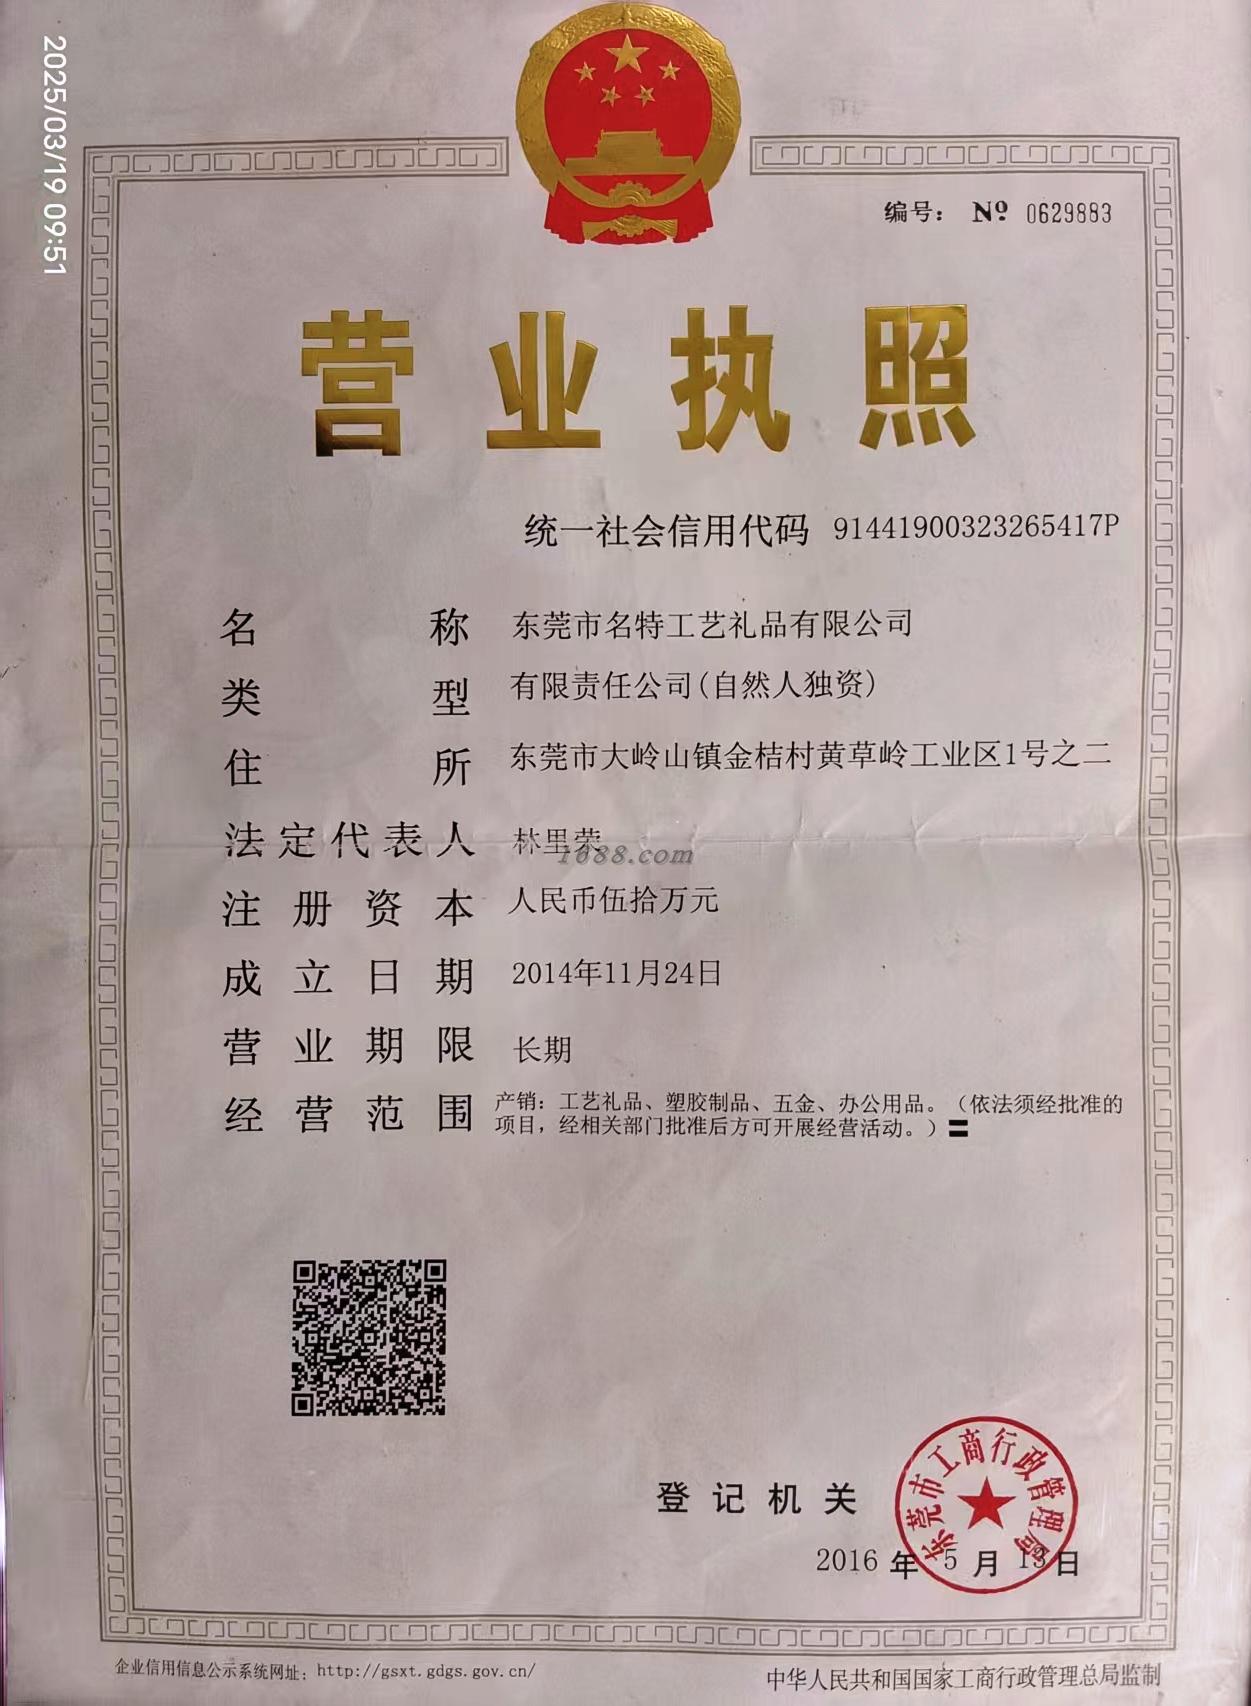 2025/03/19 09:51
编号： Nº 0629883
营业执照
统一社会信用代码 91441900323265417P
名称 东莞市名特工艺礼品有限公司
类型 有限责任公司(自然人独资)
住所 东莞市大岭山镇金桔村黄草岭工业区1号之二
法定代表人 林里荣
1688.com
注册资本 人民币伍拾万元
成立日期 2014年11月24日
营业期限 长期
经营范围 产销：工艺礼品、塑胶制品、五金、办公用品。（依法须经批准的
项目，经相关部门批准后方可开展经营活动。）〓
东莞市工商行政管理局
登记机关
2016 年 5 月 13 日
企业信用信息公示系统网址：http://gsxt.gdgs.gov.cn/
中华人民共和国国家工商行政管理总局监制